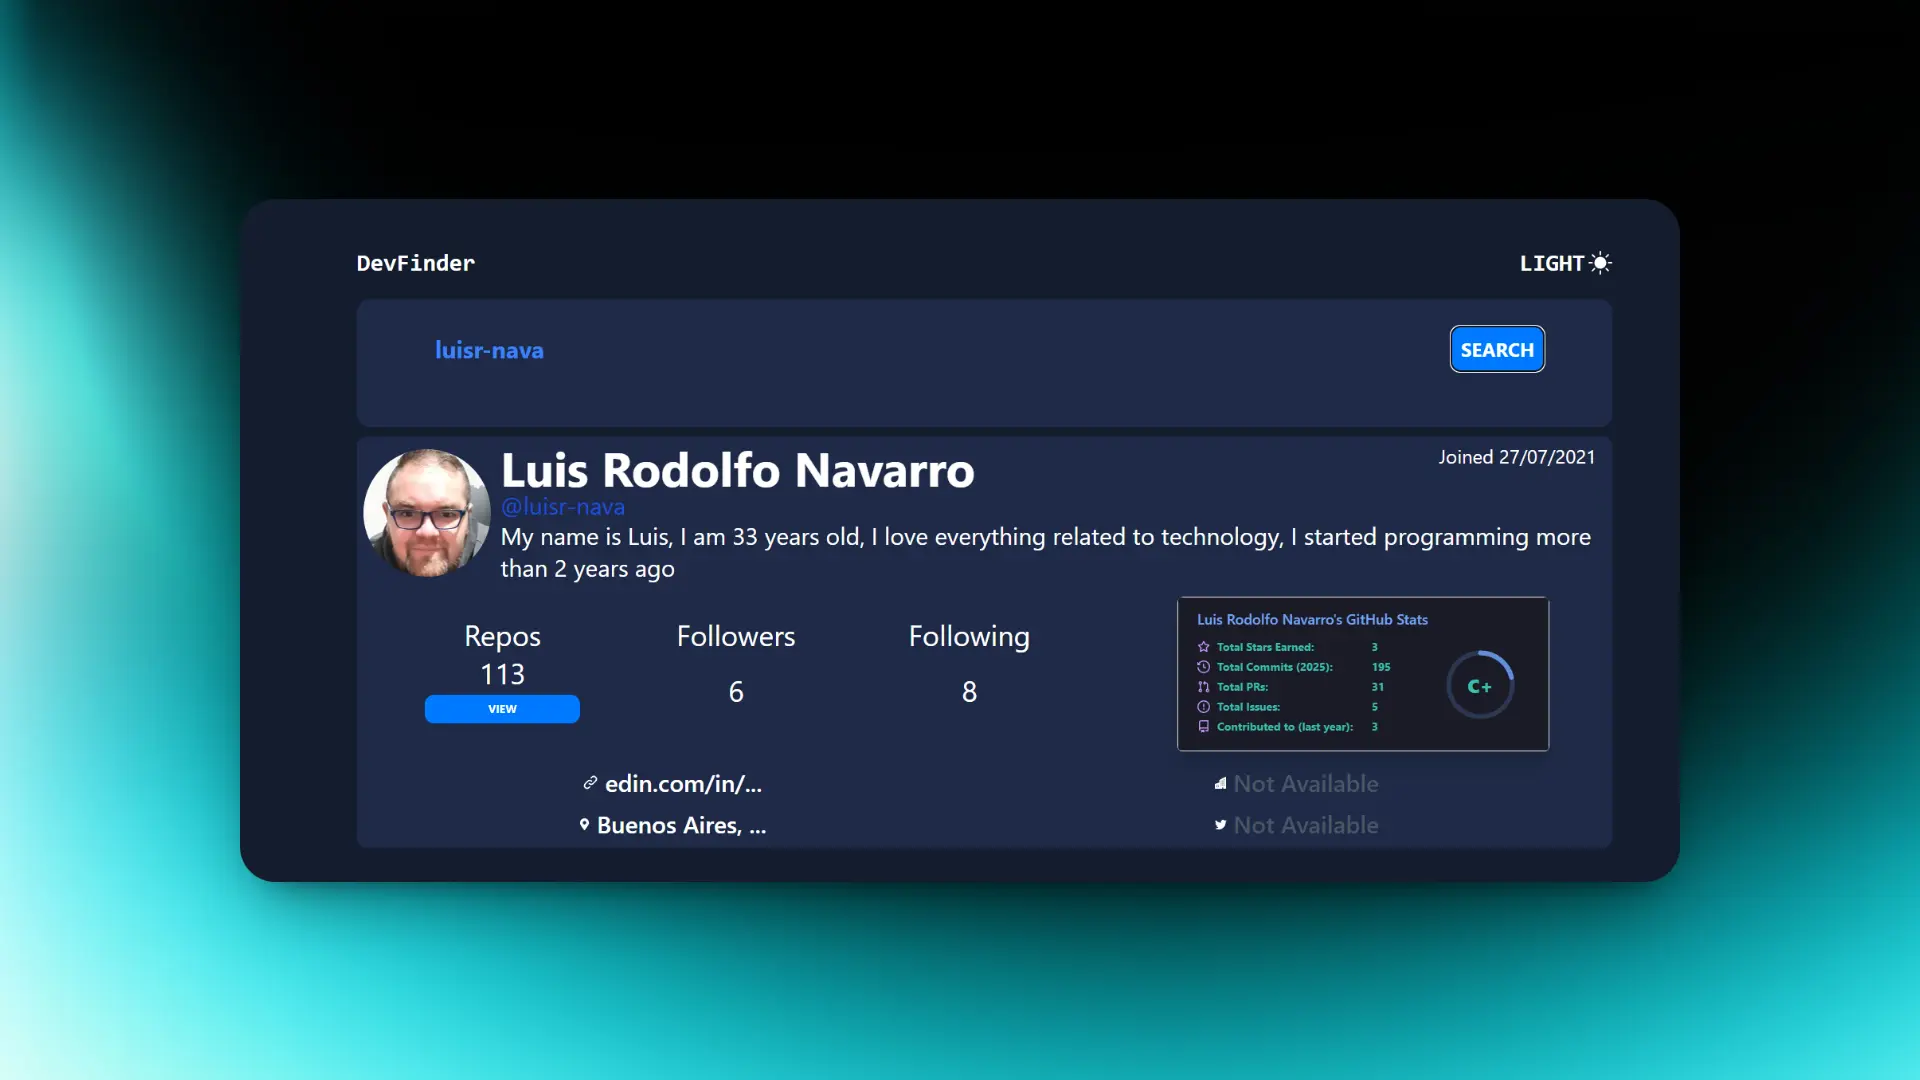 DevFinder
LIGHT
luisr-nava
SEARCH
Luis Rodolfo Navarro
Joined 27/07/2021
@luisr-nava
My name is Luis, I am 33 years old, I love everything related to technology, I started programming more
than 2 years ago
Repos
113
VIEW
Followers
6
Following
8
Luis Rodolfo Navarro's GitHub Stats
Total Stars Earned: 3
Total Commits (2025): 195
Total PRs: 31
Total Issues: 5
Contributed to (last year): 3
C+
edin.com/in/...
Not Available
Buenos Aires, ...
Not Available